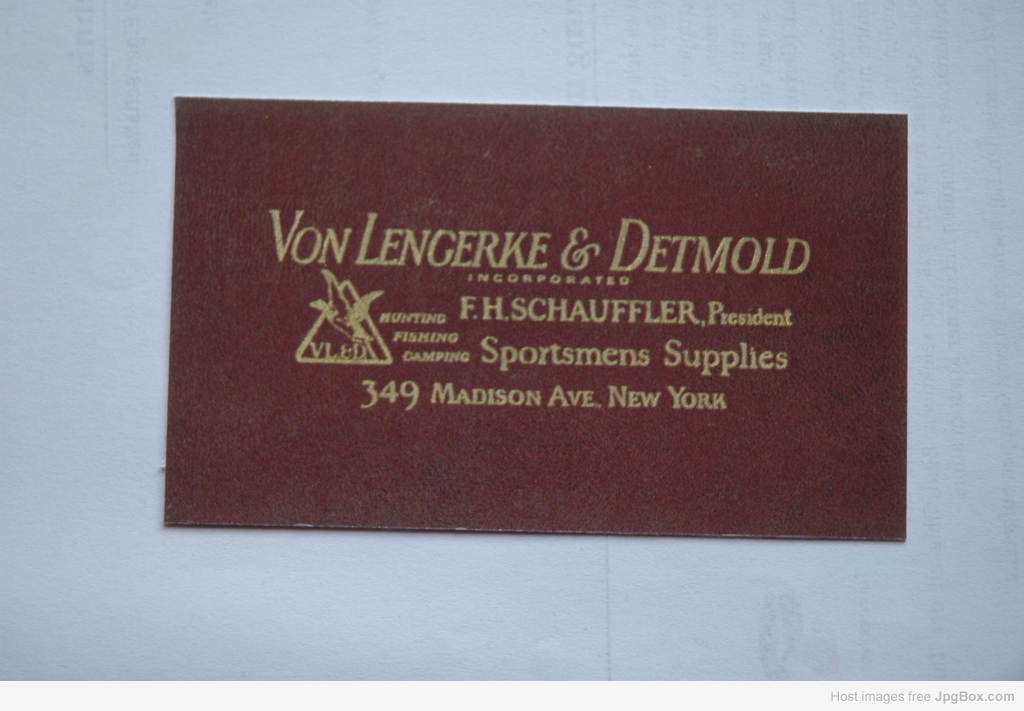 VON LENGERKE & DETMOLD
INCORPORATED
F. H. SCHAUFFLER, President
HUNTING
FISHING
CAMPING
VL&D
Sportsmens Supplies
349 MADISON AVE., NEW YORK
Host images free JpgBox.com